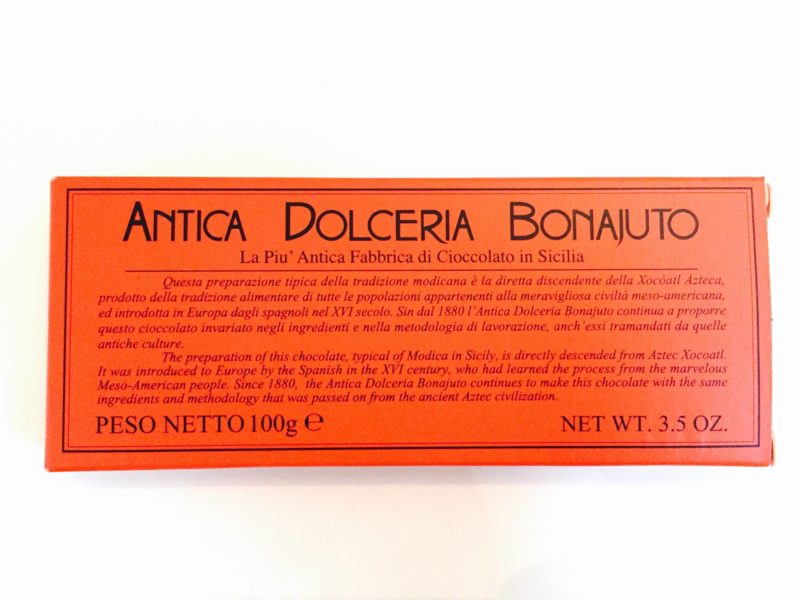 ANTICA DOLCERIA BONAJUTO
La Piu' Antica Fabbrica di Cioccolato in Sicilia
Questa preparazione tipica della tradizione modicana è la diretta discendente della Xocòatl Azteca,
prodotto della tradizione alimentare di tutte le popolazioni appartenenti alla meravigliosa civiltà meso-americana,
ed introdotta in Europa dagli spagnoli nel XVI secolo. Sin dal 1880 l'Antica Dolceria Bonajuto continua a proporre
questo cioccolato invariato negli ingredienti e nella metodologia di lavorazione, anch'essi tramandati da quelle
antiche culture.
The preparation of this chocolate, typical of Modica in Sicily, is directly descended from Aztec Xocoatl.
It was introduced to Europe by the Spanish in the XVI century, who had learned the process from the marvelous
Meso-American people. Since 1880, the Antica Dolceria Bonajuto continues to make this chocolate with the same
ingredients and methodology that was passed on from the ancient Aztec civilization.
PESO NETTO 100g ℮ NET WT. 3.5 OZ.